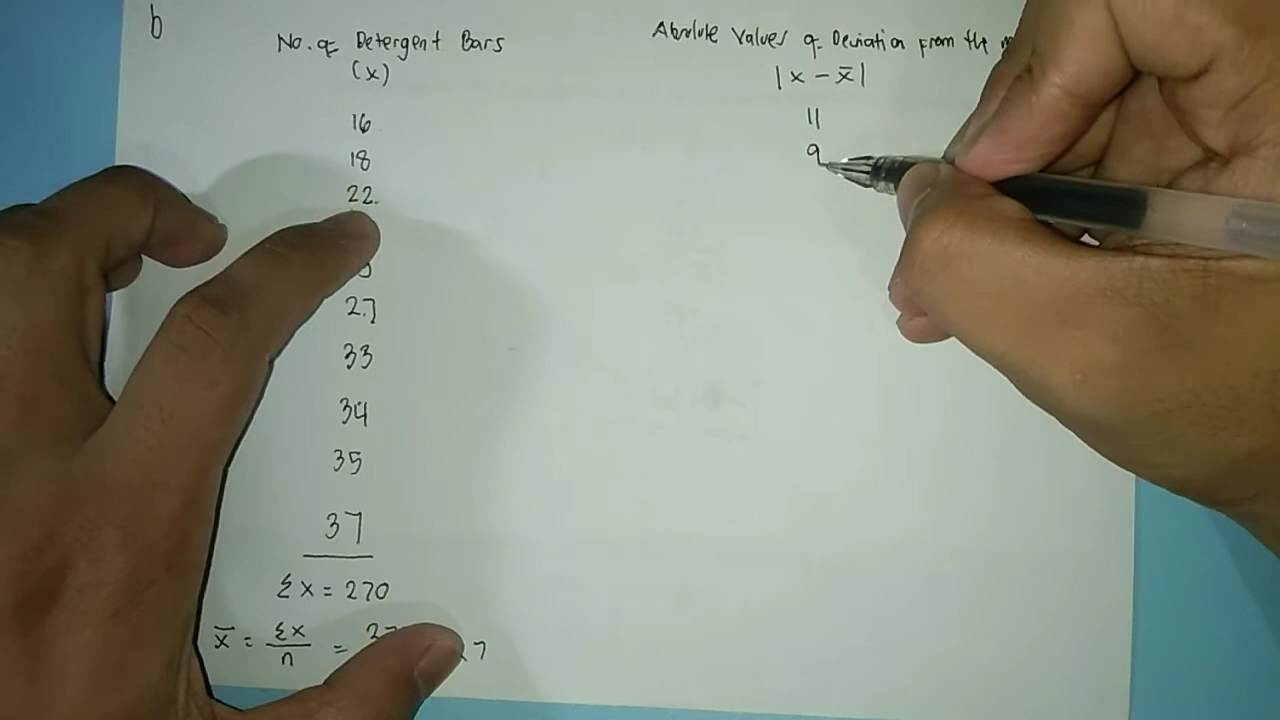 b
No. of Detergent Bars
(x)
16
18
22.
27
33
34
35
37
Σx = 270
x̄ = Σx/n =
Absolute Values of Deviation from the
|x - x̄|
11
9